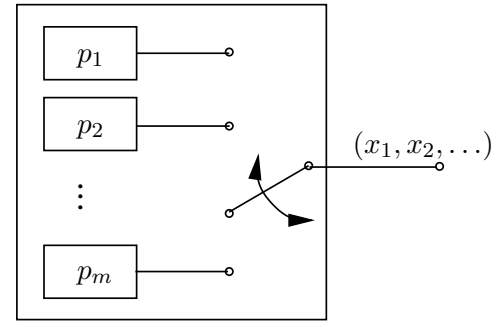 p₁
p₂
(x₁, x₂, …)
⋮
pₘ